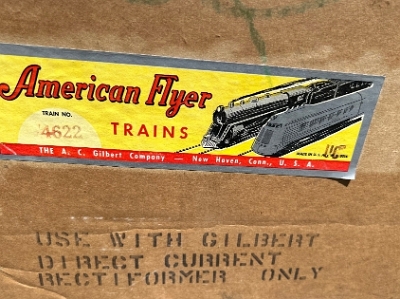 American Flyer
TRAIN NO.
4622
TRAINS
THE A. C. Gilbert Company — New Haven, Conn., U. S. A.
USE WITH GILBERT
DIRECT CURRENT
RECTIFORMER ONLY